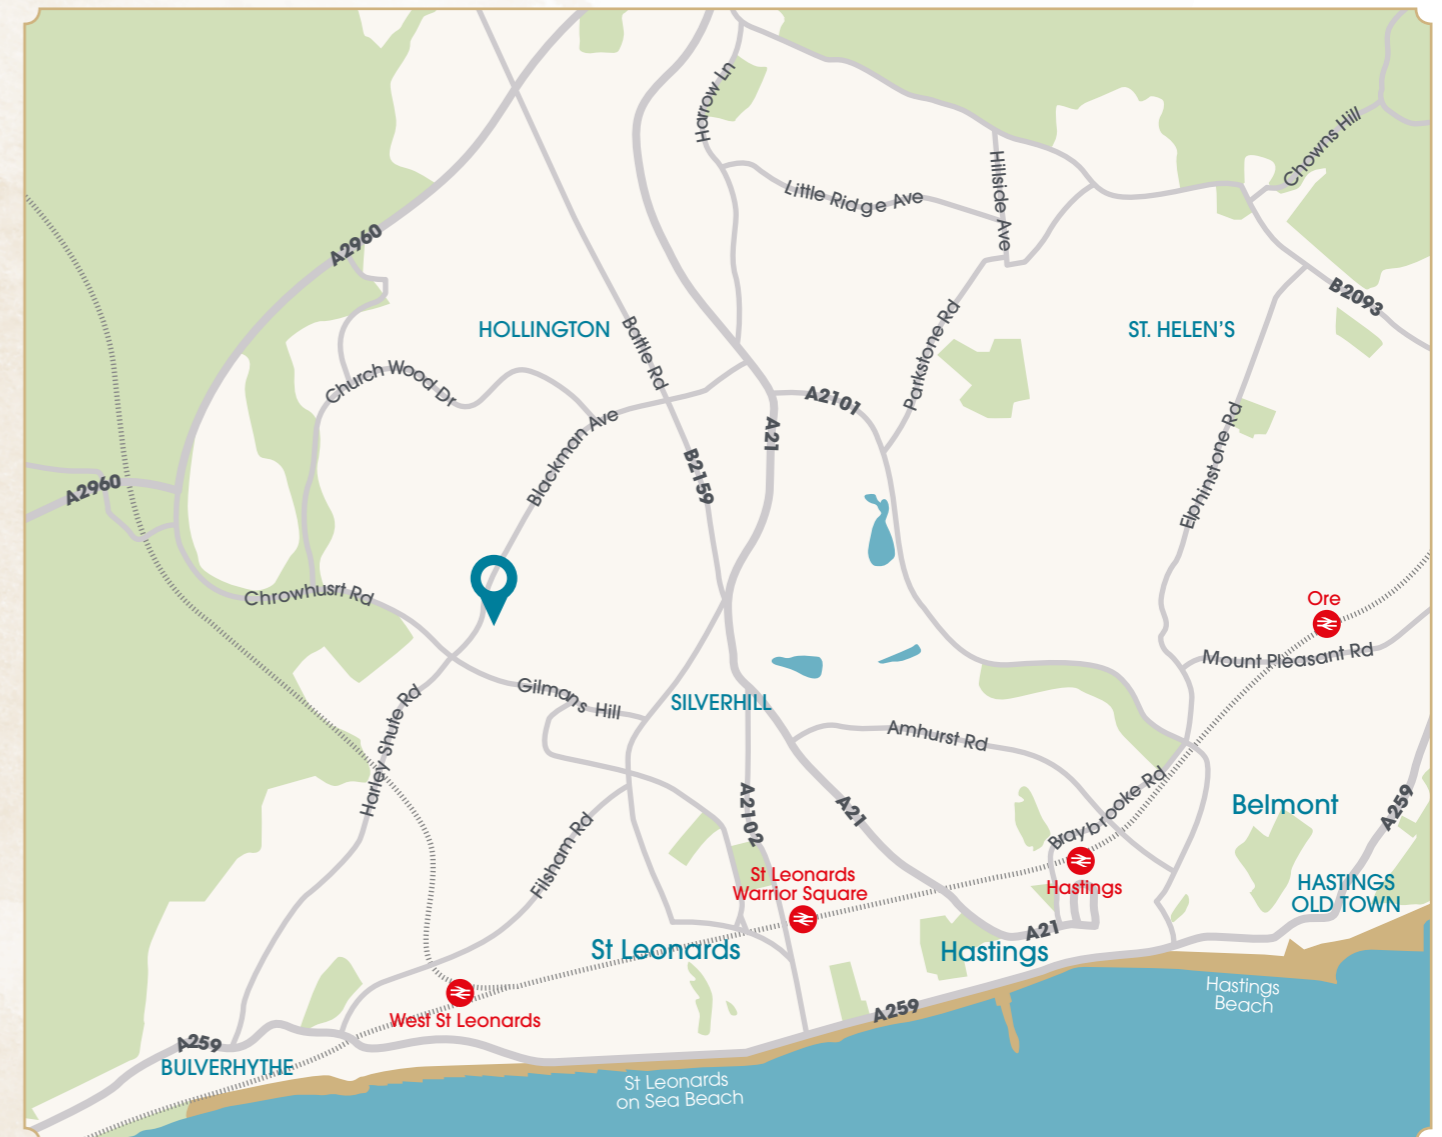 Harrow Ln
Chowns Hill
Little Ridge Ave
Hillside Ave
A2960
B2093
HOLLINGTON
Battle Rd
Parkstone Rd
ST. HELEN'S
Church Wood Dr
A2101
Blackman Ave
A21
Elphinstone Rd
B2159
A2960
Chrowhusrt Rd
Ore
Mount Pleasant Rd
Gilmans Hill
SILVERHILL
Harley Shute Rd
Amhurst Rd
A2102
A21
Braybrooke Rd
Belmont
A259
Filsham Rd
St Leonards
Warrior Square
Hastings
HASTINGS
OLD TOWN
St Leonards
Hastings
A21
West St Leonards
Hastings
Beach
A259
A259
BULVERHYTHE
St Leonards
on Sea Beach